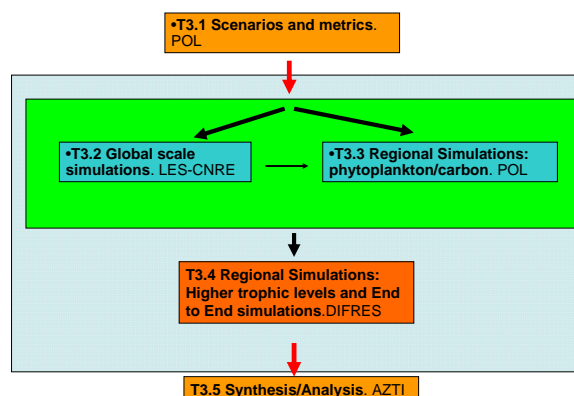 •T3.1 Scenarios and metrics.
POL
•T3.2 Global scale
simulations. LES-CNRE
•T3.3 Regional Simulations:
phytoplankton/carbon. POL
T3.4 Regional Simulations:
Higher trophic levels and End
to End simulations.DIFRES
T3.5 Synthesis/Analysis. AZTI